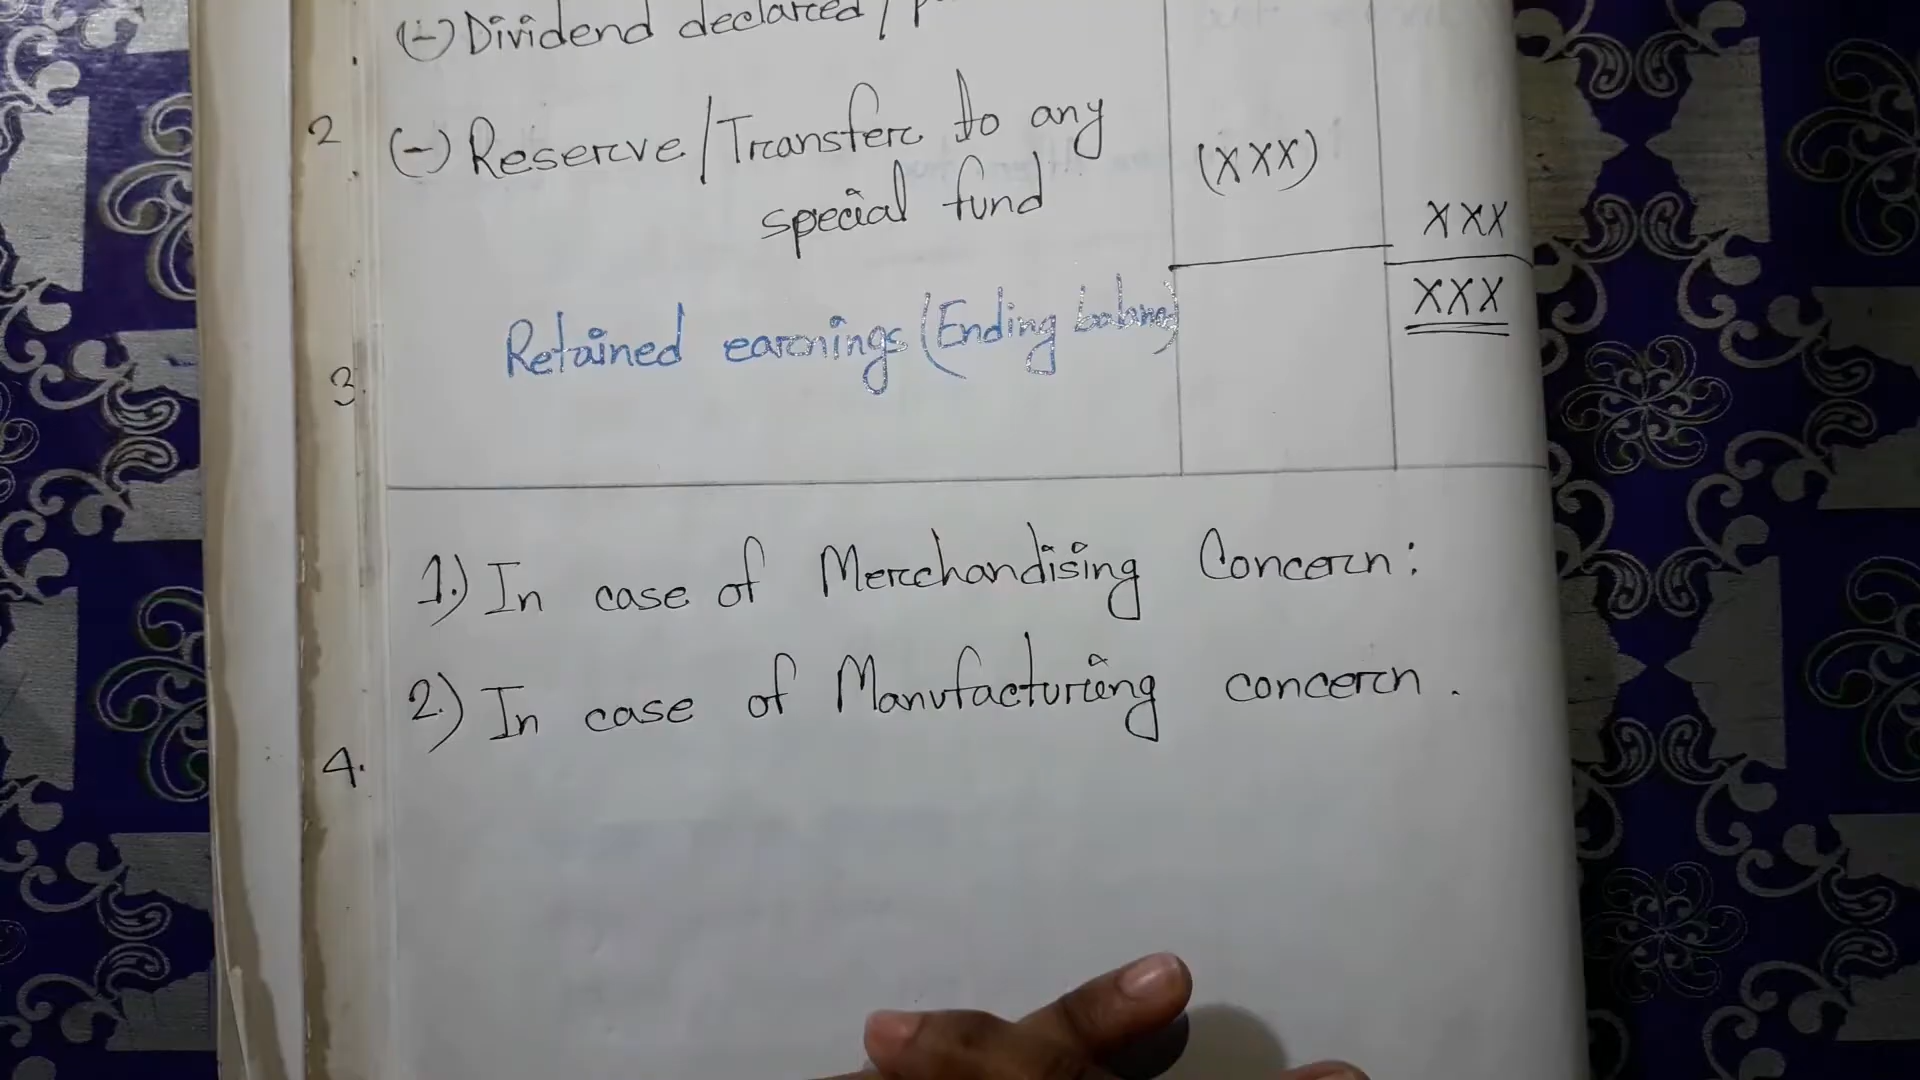 (-) Dividend declared /
2 (-) Reserve / Transfer to any
special fund
(XXX)
XXX
Retained earnings (Ending balance)
XXX
3.
1.) In case of Merchandising Concern:
2.) In case of Manufacturing concern.
4.